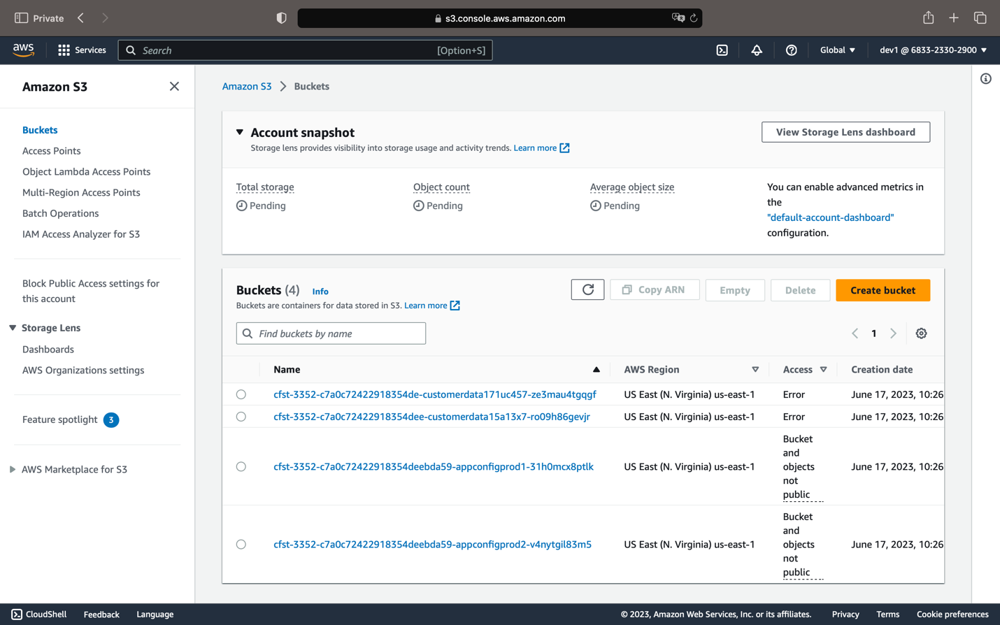 Private
s3.console.aws.amazon.com
aws
Services
Search
[Option+S]
Global
dev1 @ 6833-2330-2900
Amazon S3
Buckets
Access Points
Object Lambda Access Points
Multi-Region Access Points
Batch Operations
IAM Access Analyzer for S3
Block Public Access settings for
this account
Storage Lens
Dashboards
AWS Organizations settings
Feature spotlight 3
AWS Marketplace for S3
Amazon S3 > Buckets
Account snapshot
Storage lens provides visibility into storage usage and activity trends. Learn more
View Storage Lens dashboard
Total storage
Pending
Object count
Pending
Average object size
Pending
You can enable advanced metrics in
the
"default-account-dashboard"
configuration.
Buckets (4) Info
Buckets are containers for data stored in S3. Learn more
Copy ARN
Empty
Delete
Create bucket
Find buckets by name
1
Name AWS Region Access Creation date
cfst-3352-c7a0c72422918354de-customerdata171uc457-ze3mau4tgqgf US East (N. Virginia) us-east-1 Error June 17, 2023, 10:26
cfst-3352-c7a0c72422918354dee-customerdata15a13x7-ro09h86gevjr US East (N. Virginia) us-east-1 Error June 17, 2023, 10:26
cfst-3352-c7a0c72422918354deebda59-appconfigprod1-31h0mcx8ptlk US East (N. Virginia) us-east-1
Bucket
and
objects
not
public
June 17, 2023, 10:26
cfst-3352-c7a0c72422918354deebda59-appconfigprod2-v4nytgil83m5 US East (N. Virginia) us-east-1
Bucket
and
objects
not
public
June 17, 2023, 10:26
CloudShell
Feedback
Language
© 2023, Amazon Web Services, Inc. or its affiliates.
Privacy
Terms
Cookie preferences